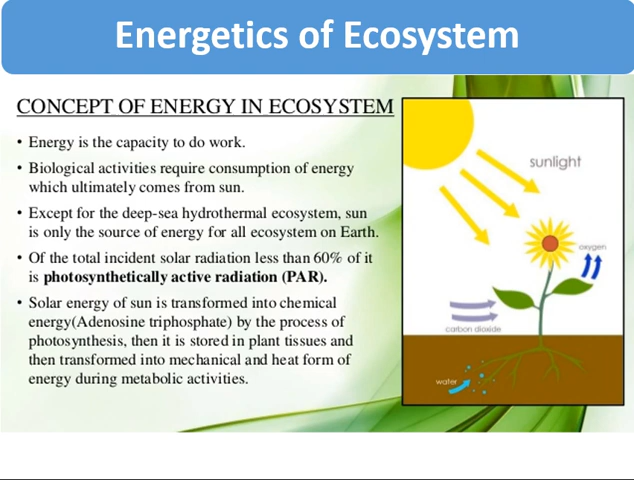 Energetics of Ecosystem
CONCEPT OF ENERGY IN ECOSYSTEM
• Energy is the capacity to do work.
• Biological activities require consumption of energy
which ultimately comes from sun.
• Except for the deep-sea hydrothermal ecosystem, sun
is only the source of energy for all ecosystem on Earth.
• Of the total incident solar radiation less than 60% of it
is photosynthetically active radiation (PAR).
• Solar energy of sun is transformed into chemical
energy(Adenosine triphosphate) by the process of
photosynthesis, then it is stored in plant tissues and
then transformed into mechanical and heat form of
energy during metabolic activities.
sunlight
oxygen
carbon dioxide
water